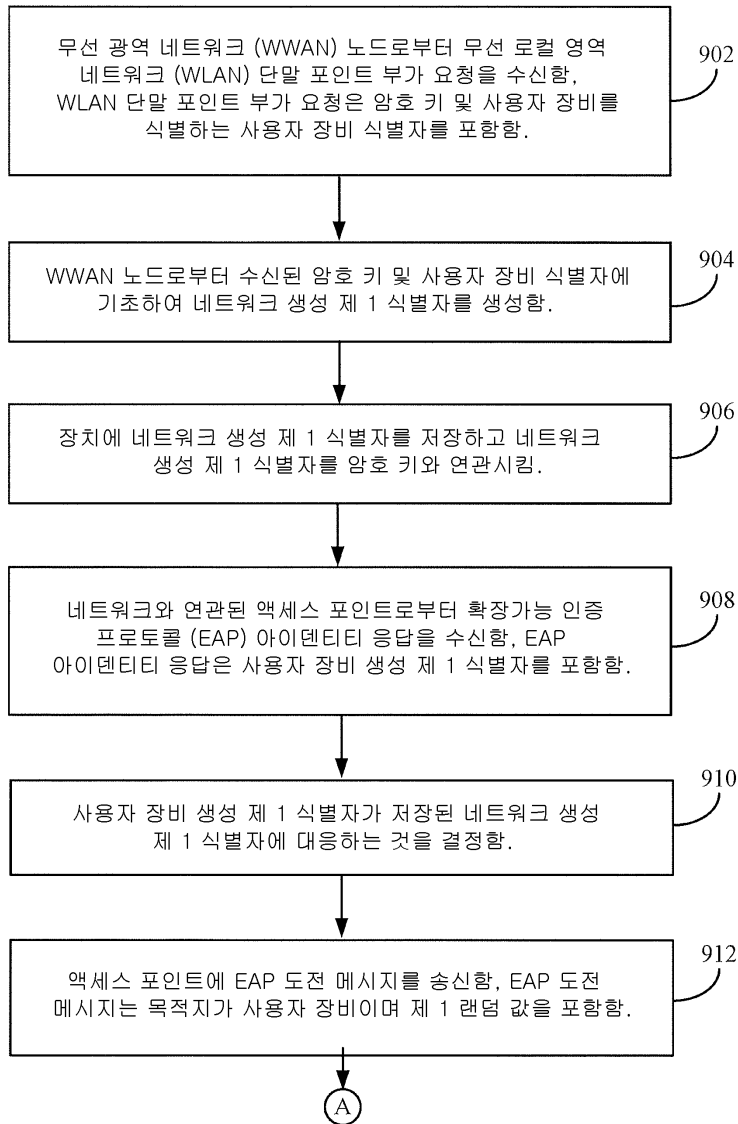 무선 광역 네트워크 (WWAN) 노드로부터 무선 로컬 영역
네트워크 (WLAN) 단말 포인트 부가 요청을 수신함,
WLAN 단말 포인트 부가 요청은 암호 키 및 사용자 장비를
식별하는 사용자 장비 식별자를 포함함.
902
WWAN 노드로부터 수신된 암호 키 및 사용자 장비 식별자에
기초하여 네트워크 생성 제 1 식별자를 생성함.
904
장치에 네트워크 생성 제 1 식별자를 저장하고 네트워크
생성 제 1 식별자를 암호 키와 연관시킴.
906
네트워크와 연관된 액세스 포인트로부터 확장가능 인증
프로토콜 (EAP) 아이덴티티 응답을 수신함, EAP
아이덴티티 응답은 사용자 장비 생성 제 1 식별자를 포함함.
908
사용자 장비 생성 제 1 식별자가 저장된 네트워크 생성
제 1 식별자에 대응하는 것을 결정함.
910
액세스 포인트에 EAP 도전 메시지를 송신함, EAP 도전
메시지는 목적지가 사용자 장비이며 제 1 랜덤 값을 포함함.
912
A